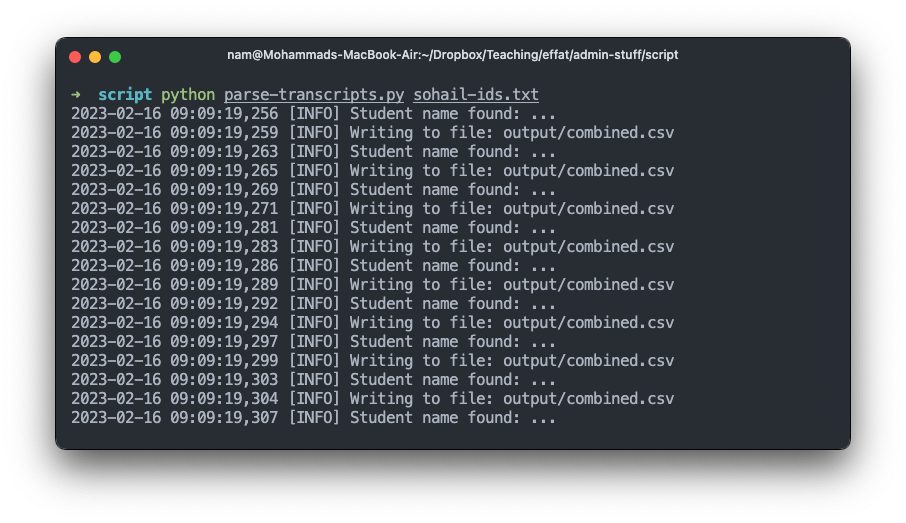 nam@Mohammads-MacBook-Air:~/Dropbox/Teaching/effat/admin-stuff/script
➜ script python parse-transcripts.py sohail-ids.txt
2023-02-16 09:09:19,256 [INFO] Student name found: ...
2023-02-16 09:09:19,259 [INFO] Writing to file: output/combined.csv
2023-02-16 09:09:19,263 [INFO] Student name found: ...
2023-02-16 09:09:19,265 [INFO] Writing to file: output/combined.csv
2023-02-16 09:09:19,269 [INFO] Student name found: ...
2023-02-16 09:09:19,271 [INFO] Writing to file: output/combined.csv
2023-02-16 09:09:19,281 [INFO] Student name found: ...
2023-02-16 09:09:19,283 [INFO] Writing to file: output/combined.csv
2023-02-16 09:09:19,286 [INFO] Student name found: ...
2023-02-16 09:09:19,289 [INFO] Writing to file: output/combined.csv
2023-02-16 09:09:19,292 [INFO] Student name found: ...
2023-02-16 09:09:19,294 [INFO] Writing to file: output/combined.csv
2023-02-16 09:09:19,297 [INFO] Student name found: ...
2023-02-16 09:09:19,299 [INFO] Writing to file: output/combined.csv
2023-02-16 09:09:19,303 [INFO] Student name found: ...
2023-02-16 09:09:19,304 [INFO] Writing to file: output/combined.csv
2023-02-16 09:09:19,307 [INFO] Student name found: ...